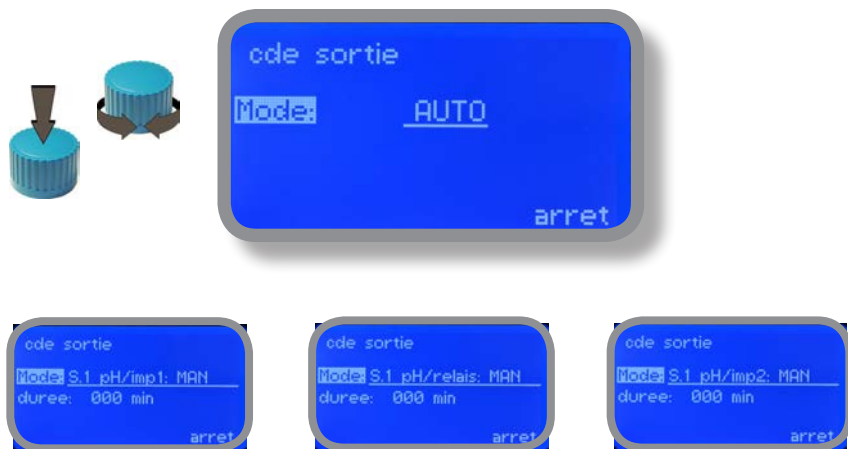 cde sortie
Mode: AUTO
arret
cde sortie
Mode: S.1 pH/imp1: MAN
duree: 000 min
arret
cde sortie
Mode: S.1 pH/relais: MAN
duree: 000 min
arret
cde sortie
Mode: S.1 pH/imp2: MAN
duree: 000 min
arret